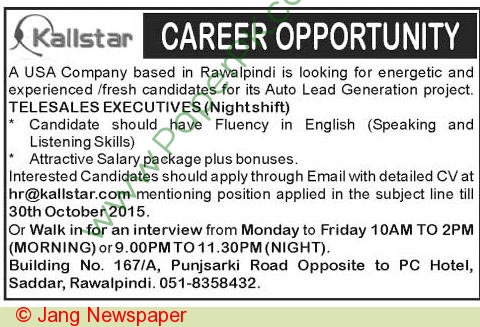 Kallstar
CAREER OPPORTUNITY
A USA Company based in Rawalpindi is looking for energetic and
experienced /fresh candidates for its Auto Lead Generation project.
TELESALES EXECUTIVES (Night shift)
* Candidate should have Fluency in English (Speaking and
Listening Skills)
* Attractive Salary package plus bonuses.
Interested Candidates should apply through Email with detailed CV at
hr@kallstar.com mentioning position applied in the subject line till
30th October 2015.
Or Walk in for an interview from Monday to Friday 10AM TO 2PM
(MORNING) or 9.00PM TO 11.30PM (NIGHT).
Building No. 167/A, Punjsarki Road Opposite to PC Hotel,
Saddar, Rawalpindi. 051-8358432.
© Jang Newspaper